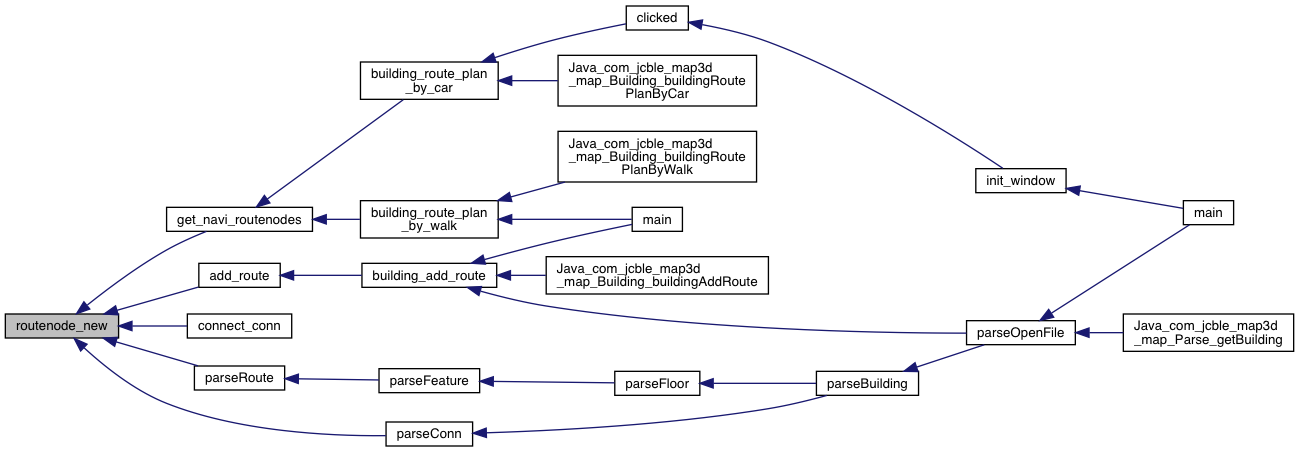 clicked
building_route_plan
_by_car
Java_com_jcble_map3d
_map_Building_buildingRoute
PlanByCar
Java_com_jcble_map3d
_map_Building_buildingRoute
PlanByWalk
init_window
get_navi_routenodes
building_route_plan
_by_walk
main
main
add_route
building_add_route
Java_com_jcble_map3d
_map_Building_buildingAddRoute
routenode_new
connect_conn
parseOpenFile
Java_com_jcble_map3d
_map_Parse_getBuilding
parseRoute
parseFeature
parseFloor
parseBuilding
parseConn